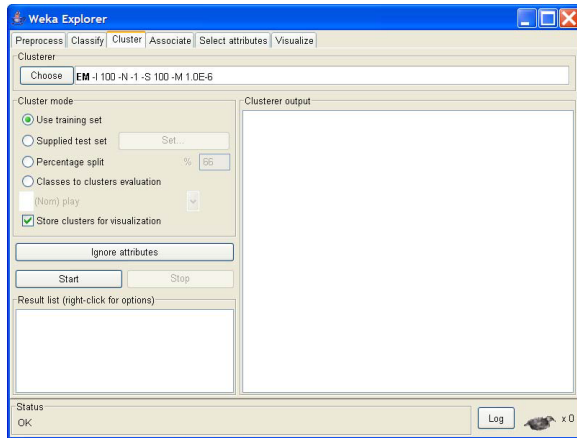 Weka Explorer
Preprocess Classify Cluster Associate Select attributes Visualize
Clusterer
Choose EM -I 100 -N -1 -S 100 -M 1.0E-6
Cluster mode
Use training set
Supplied test set Set...
Percentage split % 66
Classes to clusters evaluation
(Nom) play
Store clusters for visualization
Ignore attributes
Start Stop
Result list (right-click for options)
Clusterer output
Status
OK
Log x 0